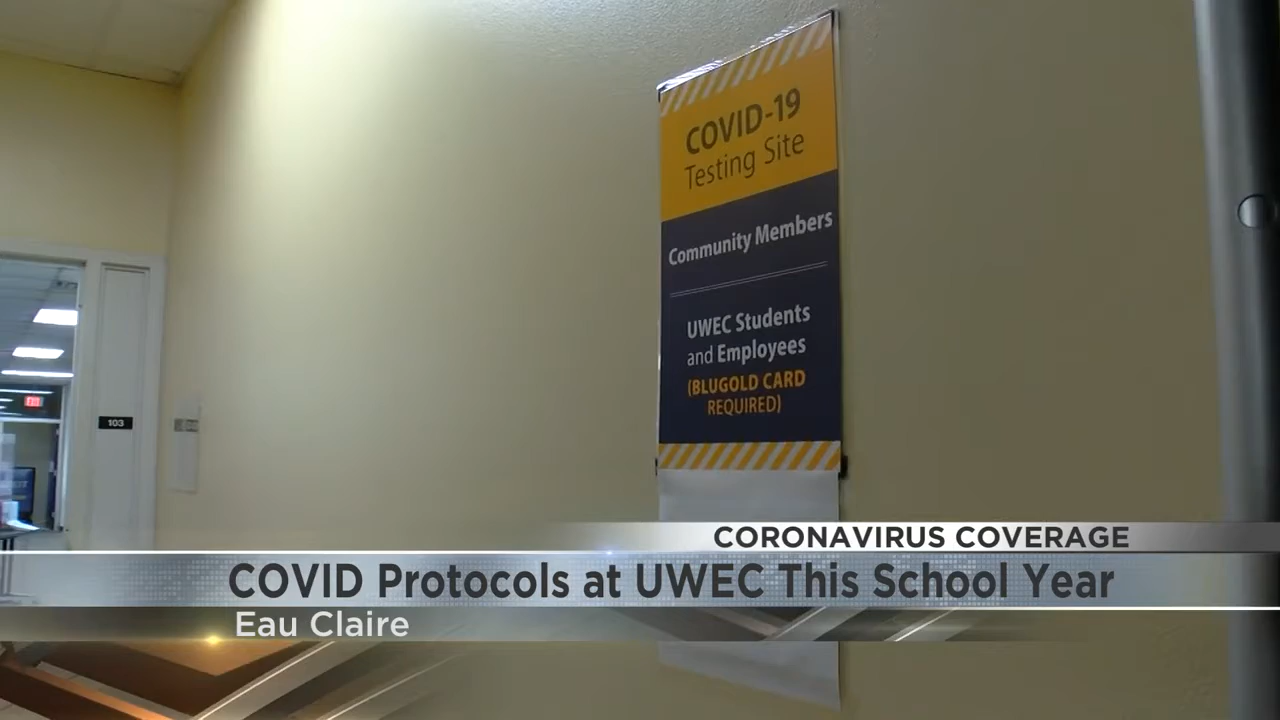 COVID-19
Testing Site
Community Members
UWEC Students
and Employees
(BLUGOLD CARD
REQUIRED)
103
CORONAVIRUS COVERAGE
COVID Protocols at UWEC This School Year
Eau Claire